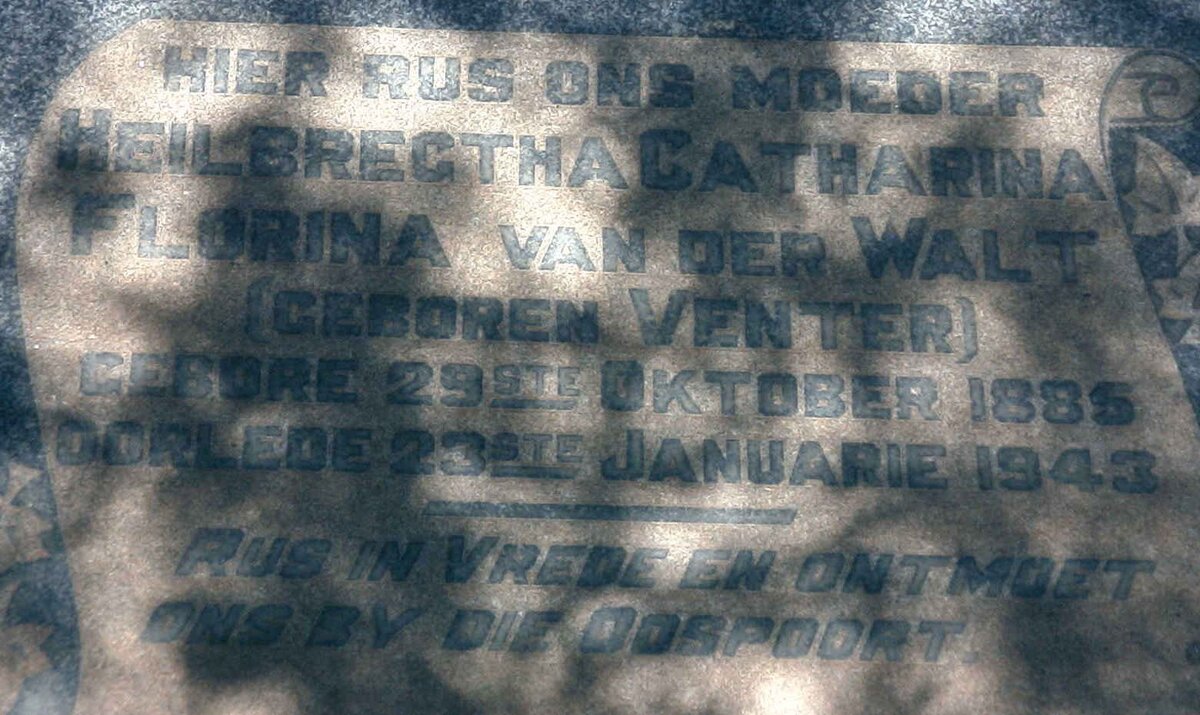 HIER RUS ONS MOEDER
HEILBRECTHA CATHARINA
FLORINA VAN DER WALT
(GEBOREN VENTER)
GEBORE 29STE OKTOBER 1885
OORLEDE 23STE JANUARIE 1943
RUS IN VREDE EN ONTMOET
ONS BY DIE OOSPOORT.